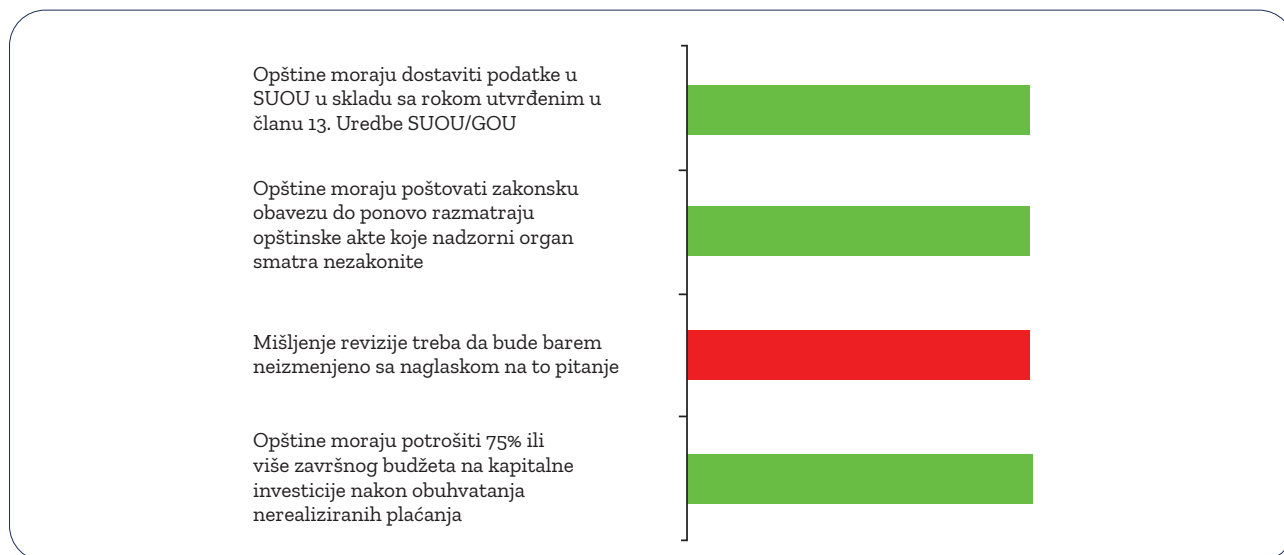 Opštine moraju dostaviti podatke u
SUOU u skladu sa rokom utvrđenim u
članu 13. Uredbe SUOU/GOU
Opštine moraju poštovati zakonsku
obavezu do ponovo razmatraju
opštinske akte koje nadzorni organ
smatra nezakonite
Mišljenje revizije treba da bude barem
neizmenjeno sa naglaskom na to pitanje
Opštine moraju potrošiti 75% ili
više završnog budžeta na kapitalne
investicije nakon obuhvatanja
nerealiziranih plaćanja